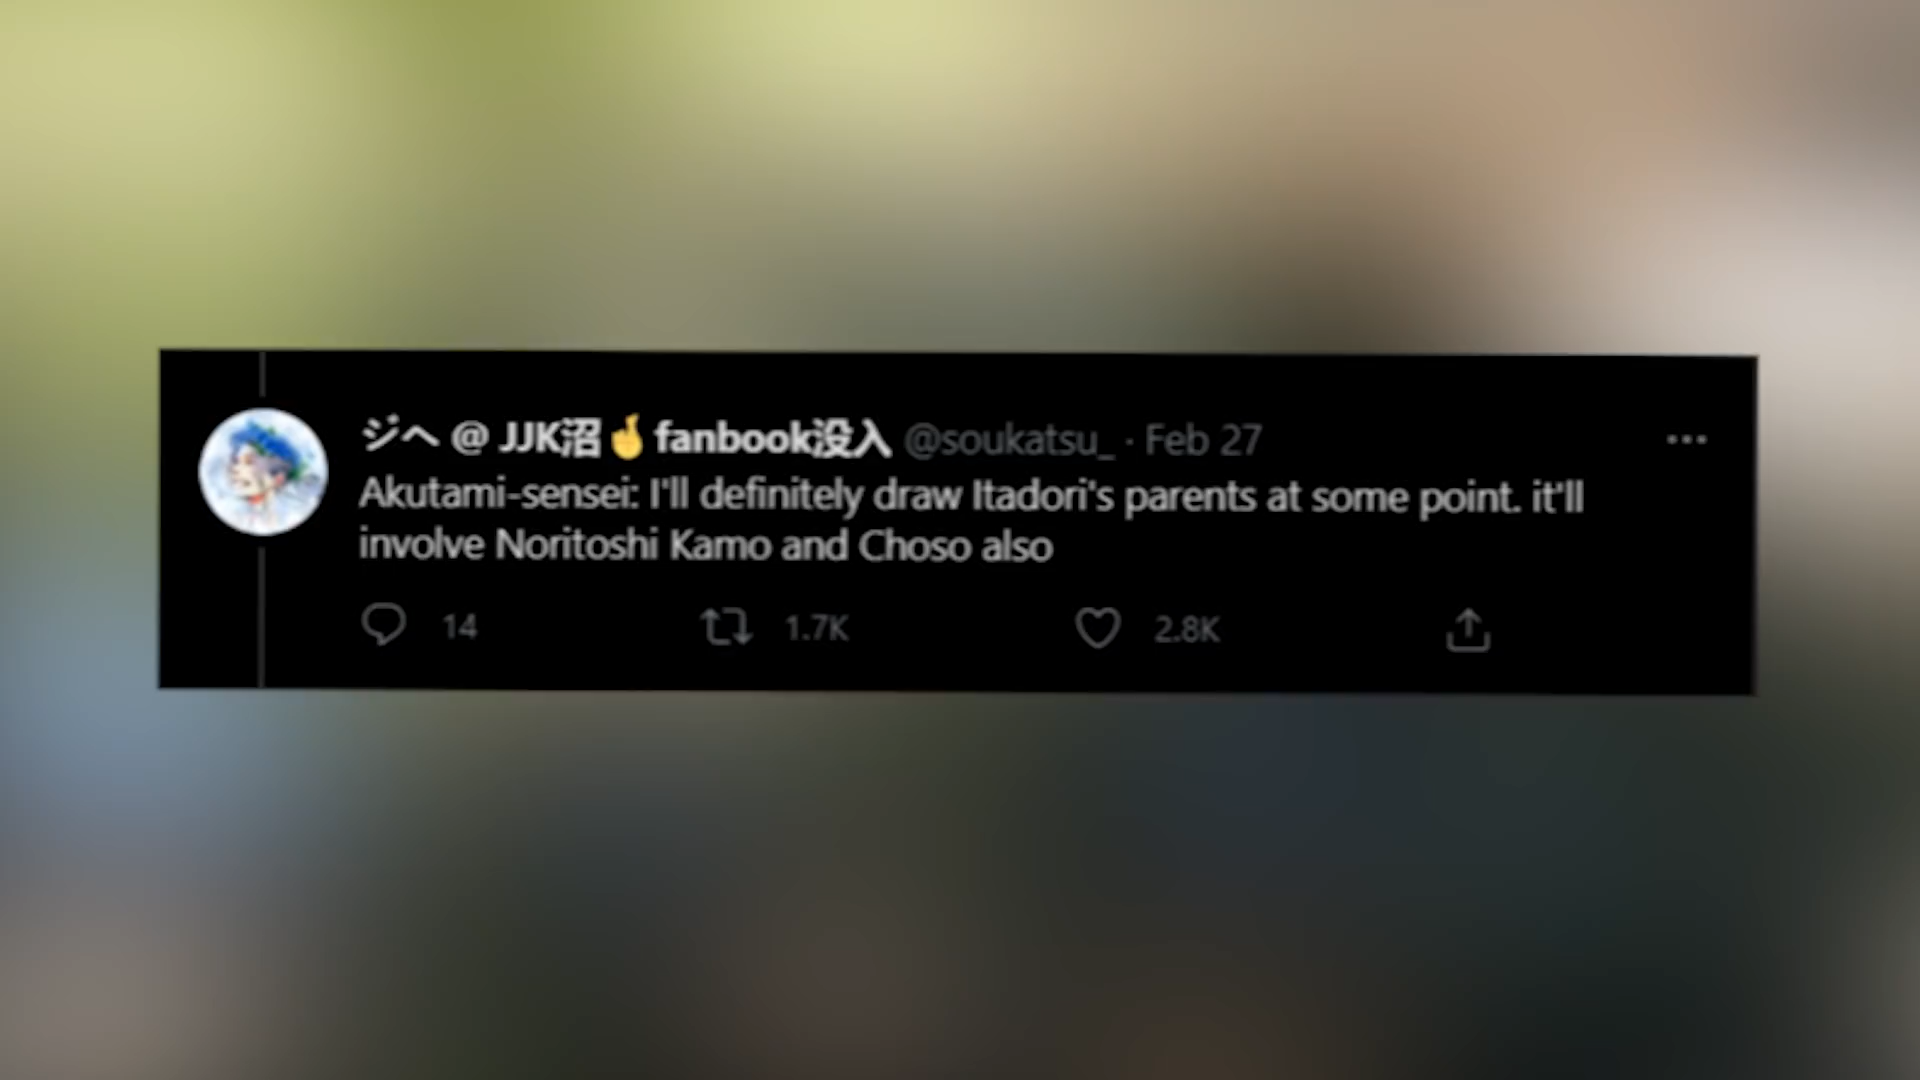 ジヘ @ JJK沼🤞fanbook没入 @soukatsu_ · Feb 27
Akutami-sensei: I'll definitely draw Itadori's parents at some point. it'll
involve Noritoshi Kamo and Choso also
14 1.7K 2.8K